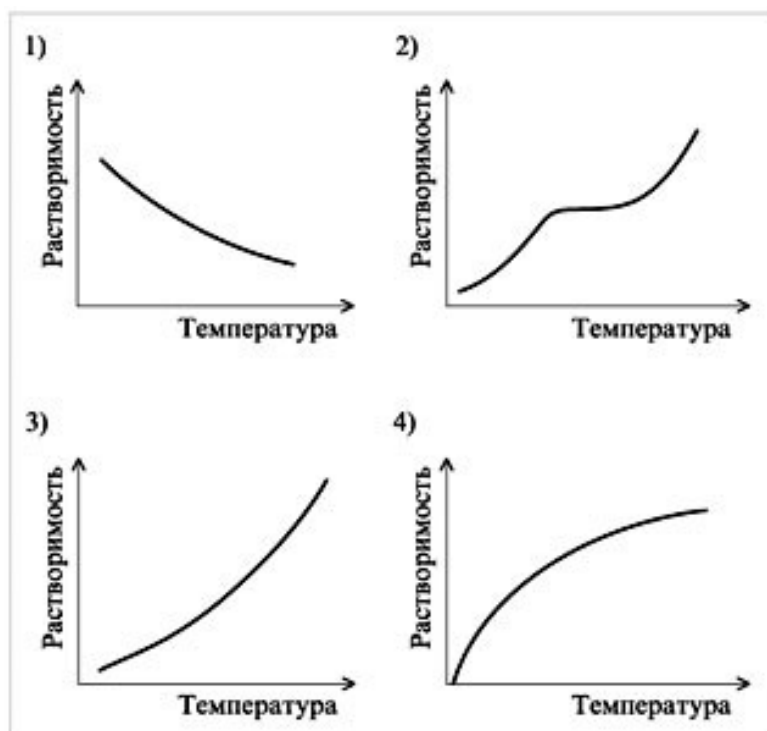 1)
Растворимость
Температура
2)
Растворимость
Температура
3)
Растворимость
Температура
4)
Растворимость
Температура